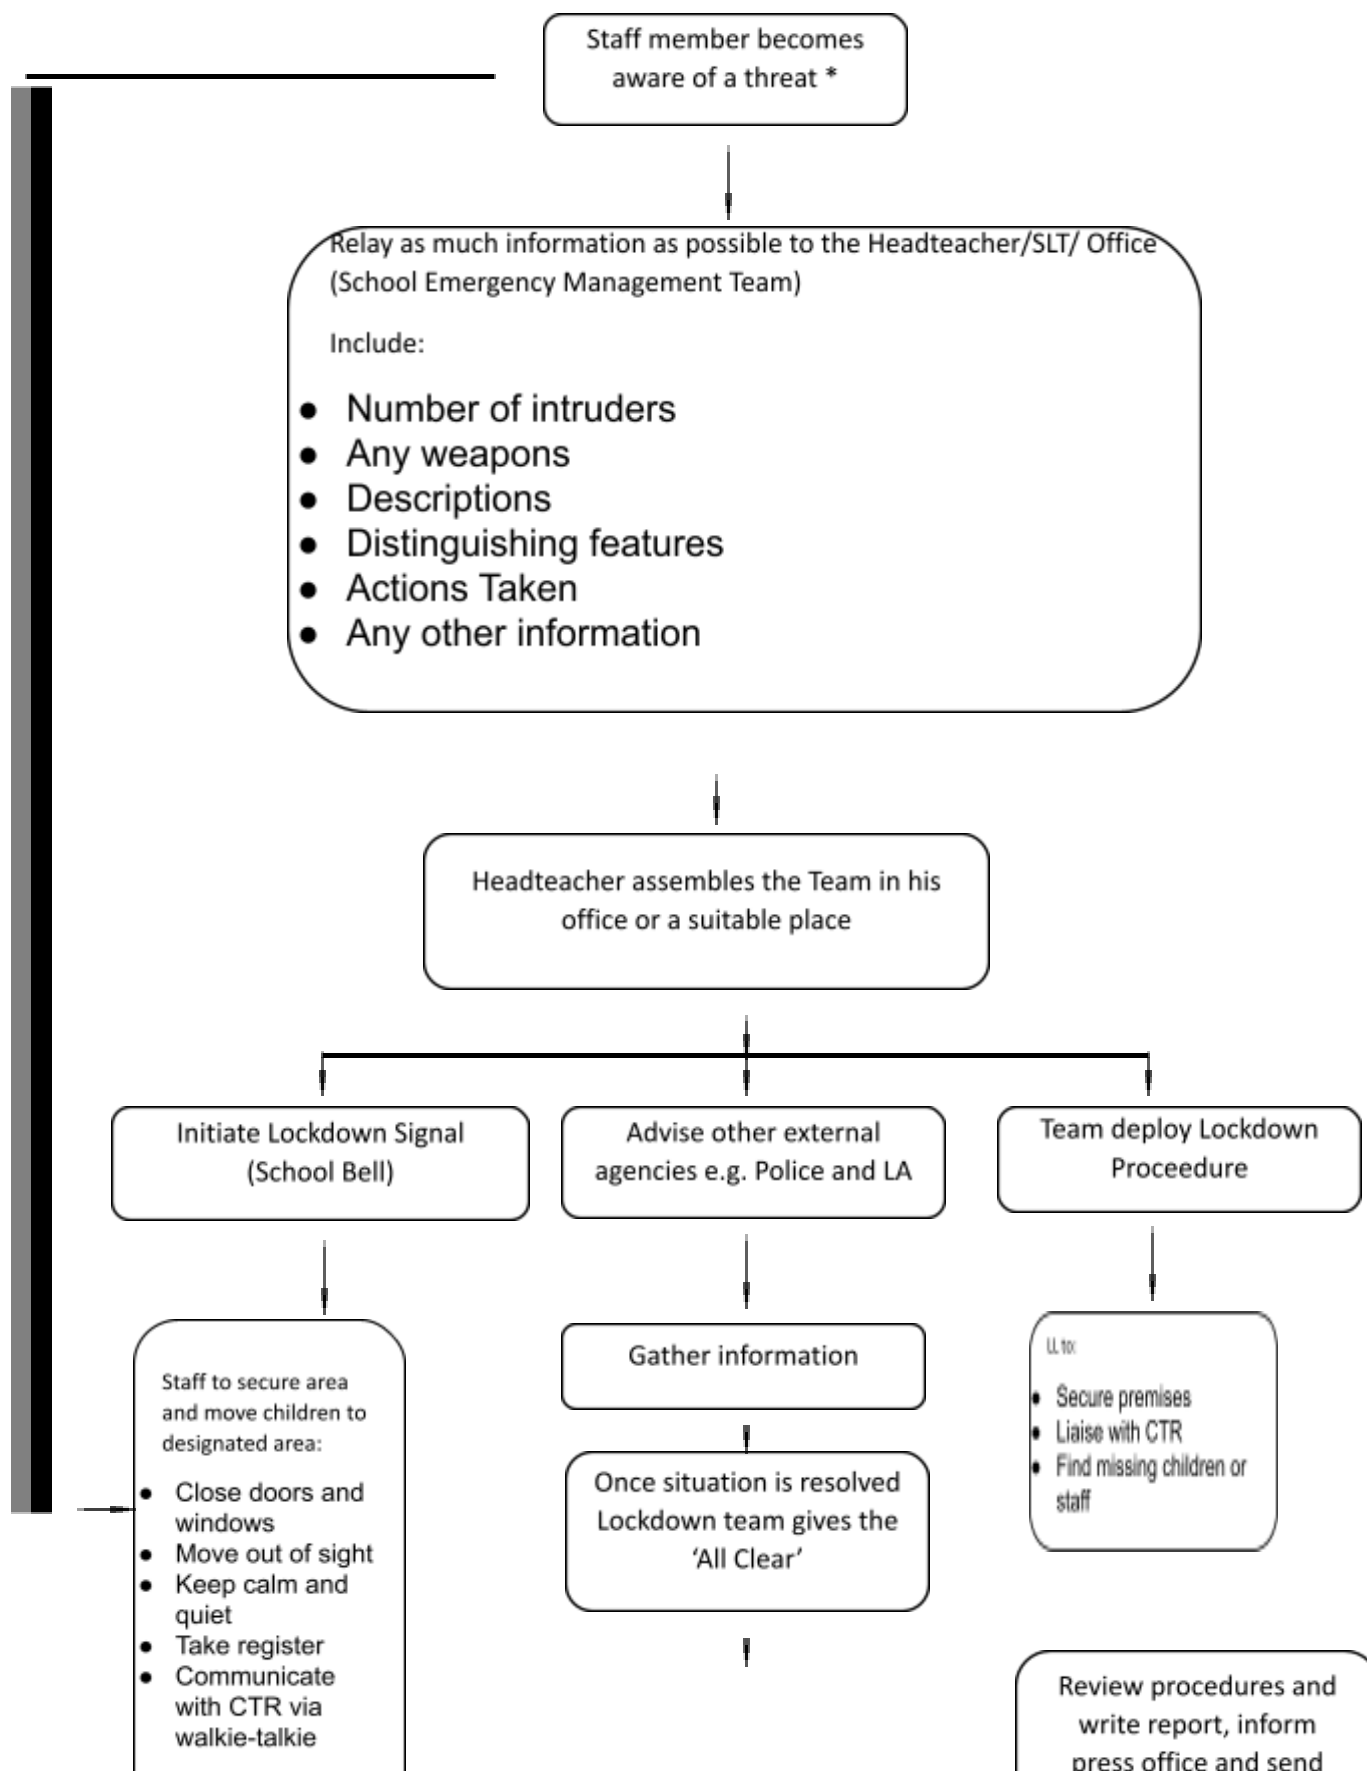 Staff member becomes
aware of a threat *
Relay as much information as possible to the Headteacher/SLT/ Office
(School Emergency Management Team)
Include:
● Number of intruders
● Any weapons
● Descriptions
● Distinguishing features
● Actions Taken
● Any other information
Headteacher assembles the Team in his
office or a suitable place
Initiate Lockdown Signal
(School Bell)
Advise other external
agencies e.g. Police and LA
Team deploy Lockdown
Proceedure
Staff to secure area
and move children to
designated area:
● Close doors and
windows
● Move out of sight
● Keep calm and
quiet
● Take register
● Communicate
with CTR via
walkie-talkie
Gather information
Once situation is resolved
Lockdown team gives the
‘All Clear’
to:
● Secure premises
● Liaise with CTR
● Find missing children or
staff
Review procedures and
write report, inform
press office and send